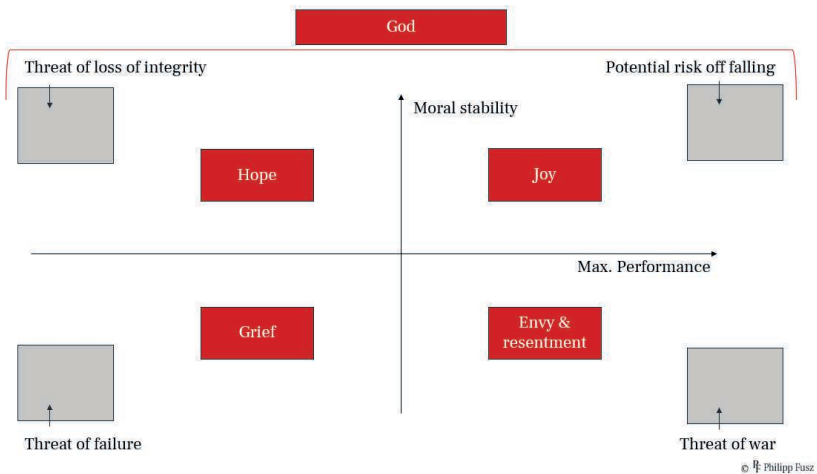 God
Threat of loss of integrity
Potential risk off falling
Moral stability
Hope
Joy
Max. Performance
Grief
Envy &
resentment
Threat of failure
Threat of war
© PF Philipp Fusz